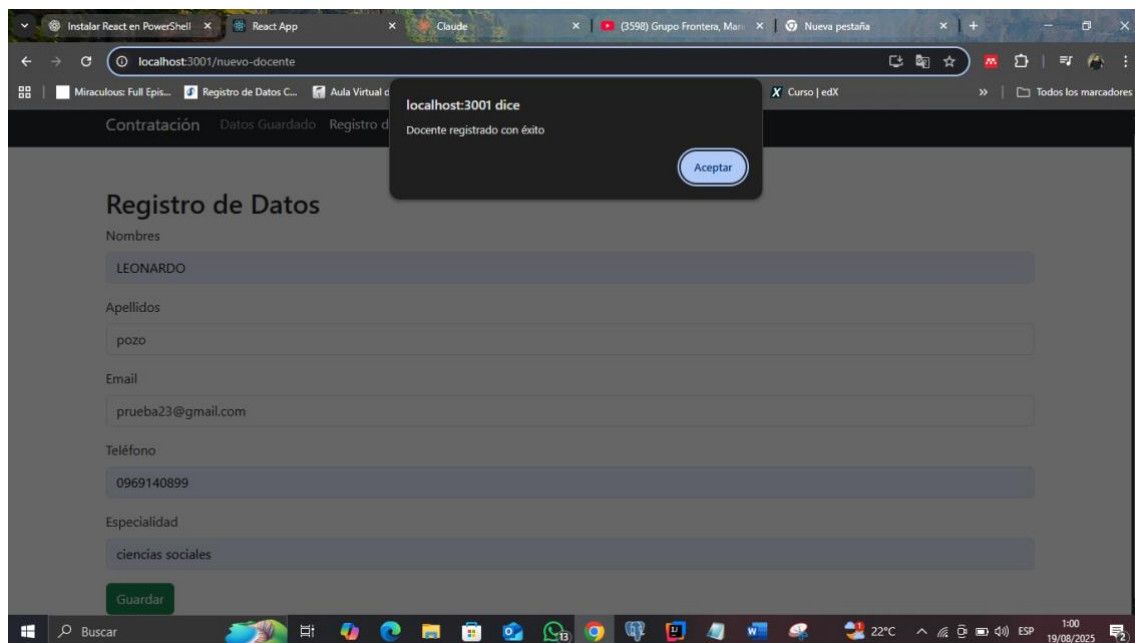 Instalar React en PowerShell
React App
Claude
(3598) Grupo Frontera, Mari
Nueva pestaña
localhost:3001/nuevo-docente
Miraculous: Full Epis...
Registro de Datos C...
Aula Virtual d
Curso | edX
Todos los marcadores
localhost:3001 dice
Docente registrado con éxito
Aceptar
Contratación
Datos Guardado
Registro d
Registro de Datos
Nombres
LEONARDO
Apellidos
pozo
Email
prueba23@gmail.com
Teléfono
0969140899
Especialidad
ciencias sociales
Guardar
Buscar
13
22°C
ESP
1:00
19/08/2025